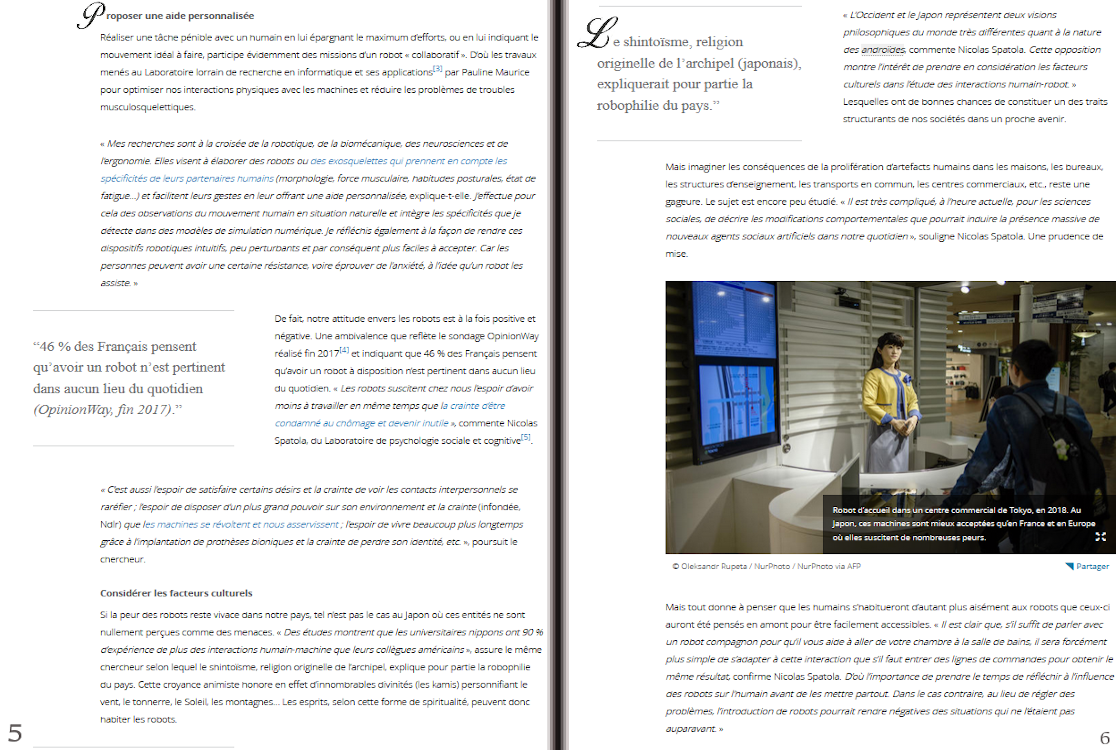 Proposer une aide personnalisée
Réaliser une tâche pénible avec un humain en lui épargnant le maximum d'efforts, ou en lui indiquant le
mouvement idéal à faire, participe évidemment des missions d'un robot « collaboratif ». D'où les travaux
menés au Laboratoire lorrain de recherche en informatique et ses applications[3] par Pauline Maurice
pour optimiser nos interactions physiques avec les machines et réduire les problèmes de troubles
musculosquelettiques.
« Mes recherches sont à la croisée de la robotique, de la biomécanique, des neurosciences et de
l'ergonomie. Elles visent à élaborer des robots ou des exosquelettes qui prennent en compte les
spécificités de leurs partenaires humains (morphologie, force musculaire, habitudes posturales, état de
fatigue…) et facilitent leurs gestes en leur offrant une aide personnalisée, explique-t-elle. J'effectue pour
cela des observations du mouvement humain en situation naturelle et intègre les spécificités que je
détecte dans des modèles de simulation numérique. Je réfléchis également à la façon de rendre ces
dispositifs robotiques intuitifs, peu perturbants et par conséquent plus faciles à accepter. Car les
personnes peuvent avoir une certaine résistance, voire éprouver de l'anxiété, à l'idée qu'un robot les
assiste. »
“46 % des Français pensent
qu'avoir un robot n'est pertinent
dans aucun lieu du quotidien
(OpinionWay, fin 2017).”
De fait, notre attitude envers les robots est à la fois positive et
négative. Une ambivalence que reflète le sondage OpinionWay
réalisé fin 2017[4] et indiquant que 46 % des Français pensent
qu'avoir un robot à disposition n'est pertinent dans aucun lieu
du quotidien. « Les robots suscitent chez nous l'espoir d'avoir
moins à travailler en même temps que la crainte d'être
condamné au chômage et devenir inutile », commente Nicolas
Spatola, du Laboratoire de psychologie sociale et cognitive[5].
« C'est aussi l'espoir de satisfaire certains désirs et la crainte de voir les contacts interpersonnels se
raréfier ; l'espoir de disposer d'un plus grand pouvoir sur son environnement et la crainte (infondée,
Ndlr) que les machines se révoltent et nous asservissent ; l'espoir de vivre beaucoup plus longtemps
grâce à l'implantation de prothèses bioniques et la crainte de perdre son identité, etc. », poursuit le
chercheur.
Considérer les facteurs culturels
Si la peur des robots reste vivace dans notre pays, tel n'est pas le cas au Japon où ces entités ne sont
nullement perçues comme des menaces. « Des études montrent que les universitaires nippons ont 90 %
d'expérience de plus des interactions humain-machine que leurs collègues américains », assure le même
chercheur selon lequel le shintoïsme, religion originelle de l'archipel, explique pour partie la robophilie
du pays. Cette croyance animiste honore en effet d'innombrables divinités (les kamis) personnifiant le
vent, le tonnerre, le Soleil, les montagnes… Les esprits, selon cette forme de spiritualité, peuvent donc
habiter les robots.
5
Le shintoïsme, religion
originelle de l'archipel (japonais),
expliquerait pour partie la
robophilie du pays.”
« L'Occident et le Japon représentent deux visions
philosophiques du monde très différentes quant à la nature
des androïdes, commente Nicolas Spatola. Cette opposition
montre l'intérêt de prendre en considération les facteurs
culturels dans l'étude des interactions humain-robot. »
Lesquelles ont de bonnes chances de constituer un des traits
structurants de nos sociétés dans un proche avenir.
Mais imaginer les conséquences de la prolifération d'artefacts humains dans les maisons, les bureaux,
les structures d'enseignement, les transports en commun, les centres commerciaux, etc., reste une
gageure. Le sujet est encore peu étudié. « Il est très compliqué, à l'heure actuelle, pour les sciences
sociales, de décrire les modifications comportementales que pourrait induire la présence massive de
nouveaux agents sociaux artificiels dans notre quotidien », souligne Nicolas Spatola. Une prudence de
mise.
Robot d'accueil dans un centre commercial de Tokyo, en 2018. Au
Japon, ces machines sont mieux acceptées qu'en France et en Europe
où elles suscitent de nombreuses peurs.
© Oleksandr Rupeta / NurPhoto / NurPhoto via AFP
Partager
Mais tout donne à penser que les humains s'habitueront d'autant plus aisément aux robots que ceux-ci
auront été pensés en amont pour être facilement accessibles. « Il est clair que, s'il suffit de parler avec
un robot compagnon pour qu'il vous aide à aller de votre chambre à la salle de bains, il sera forcément
plus simple de s'adapter à cette interaction que s'il faut entrer des lignes de commandes pour obtenir le
même résultat, confirme Nicolas Spatola. D'où l'importance de prendre le temps de réfléchir à l'influence
des robots sur l'humain avant de les mettre partout. Dans le cas contraire, au lieu de régler des
problèmes, l'introduction de robots pourrait rendre négatives des situations qui ne l'étaient pas
auparavant. »
6